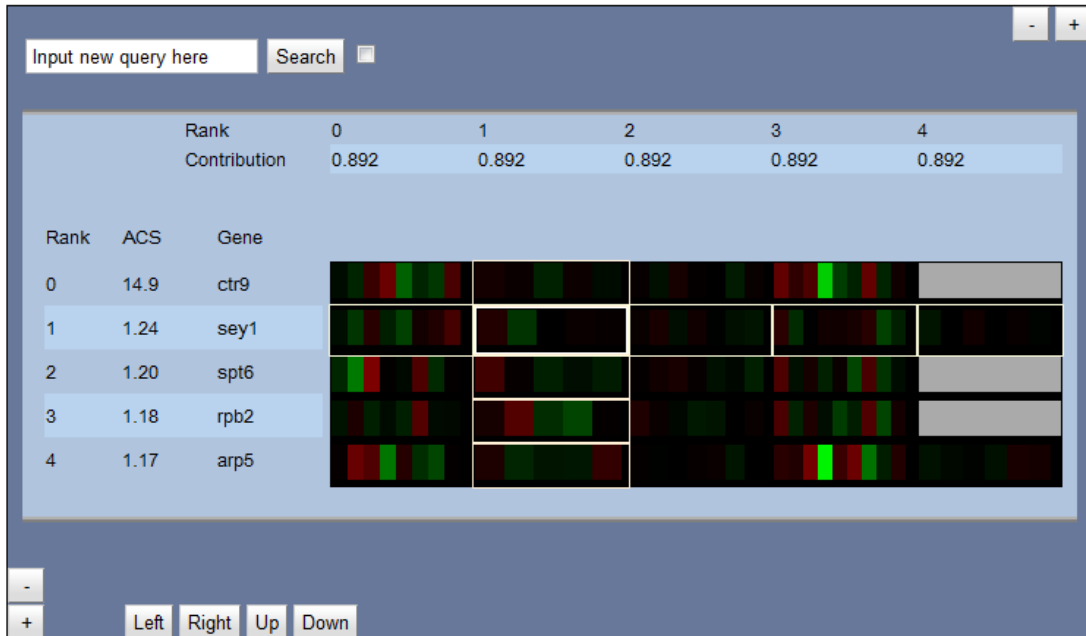 - +
Input new query here Search
Rank 0 1 2 3 4
Contribution 0.892 0.892 0.892 0.892 0.892
Rank ACS Gene
0 14.9 ctr9
1 1.24 sey1
2 1.20 spt6
3 1.18 rpb2
4 1.17 arp5
-
+ Left Right Up Down